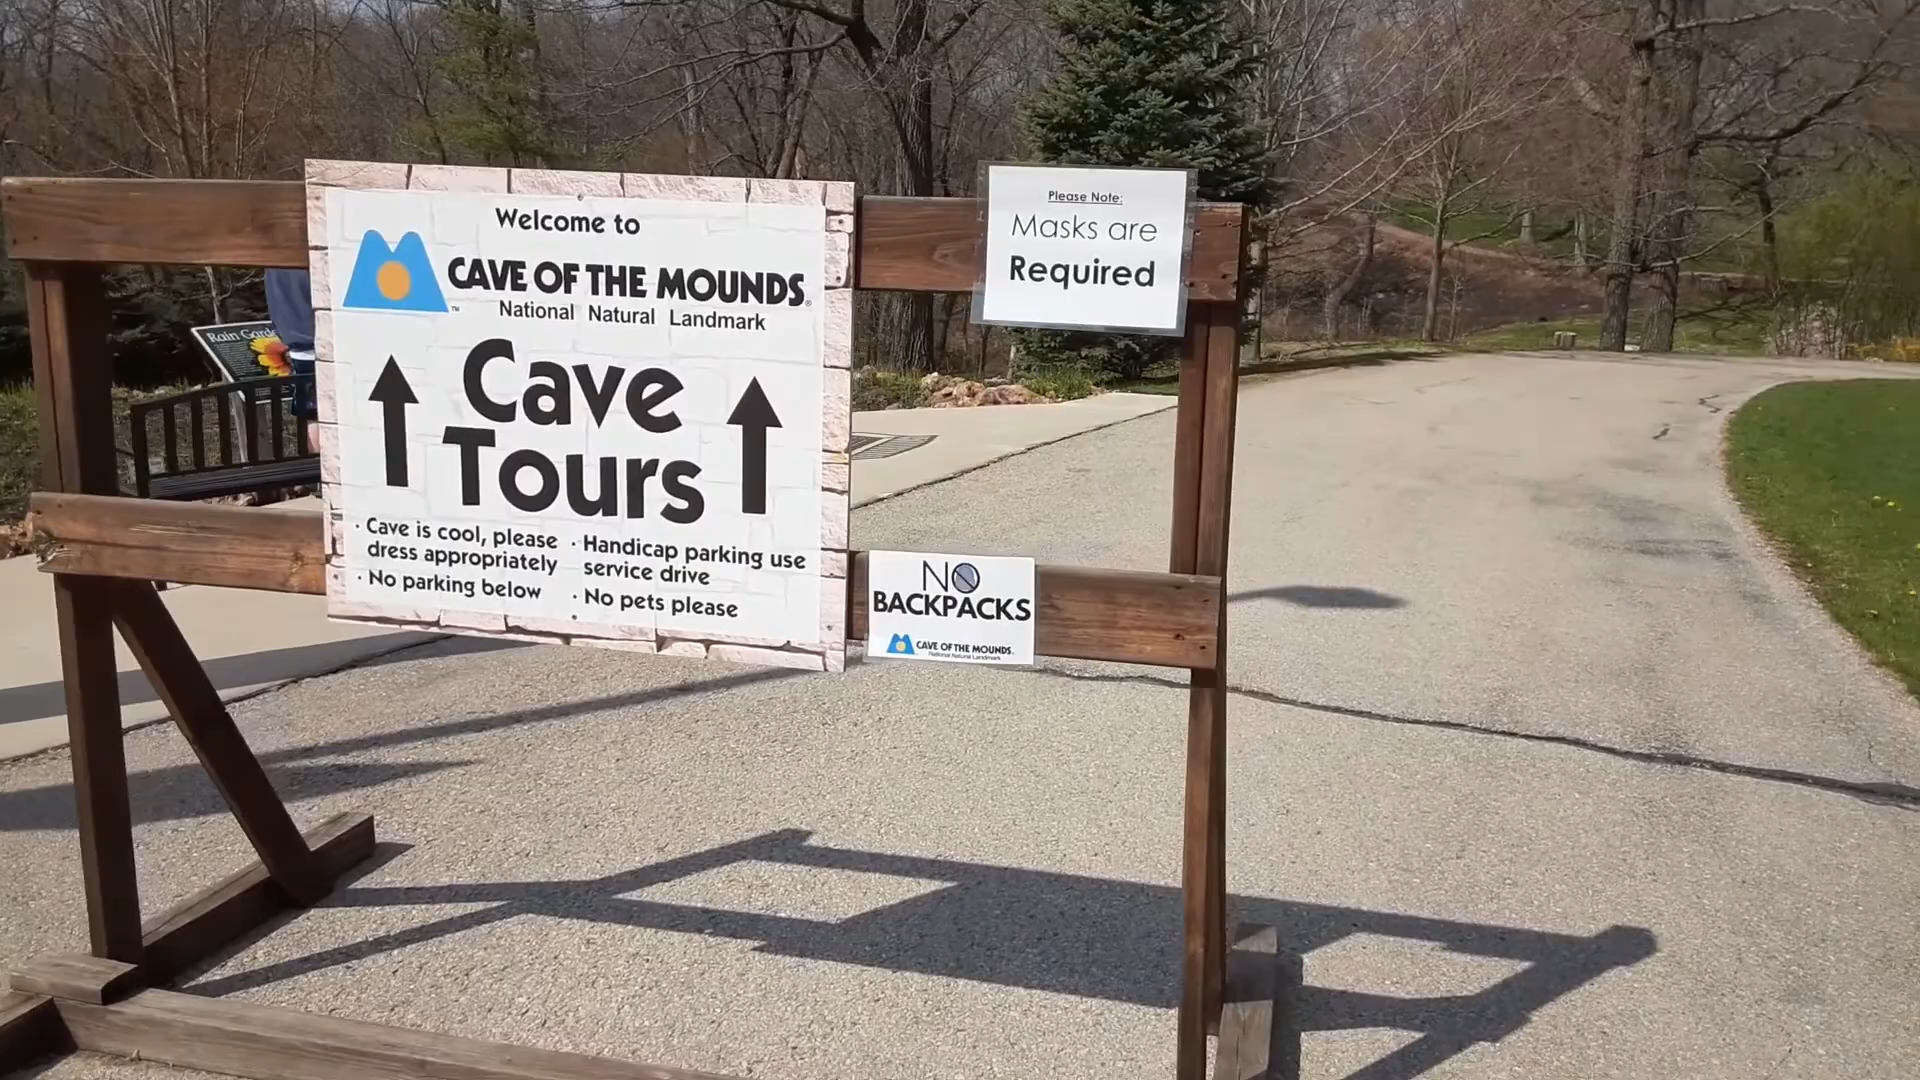 Welcome to
CAVE OF THE MOUNDS®
™
National Natural Landmark
Cave
Tours
· Cave is cool, please
dress appropriately
· No parking below
· Handicap parking use
service drive
· No pets please
Please Note:
Masks are
Required
NO
BACKPACKS
CAVE OF THE MOUNDS.
National Natural Landmark
Rain Garde